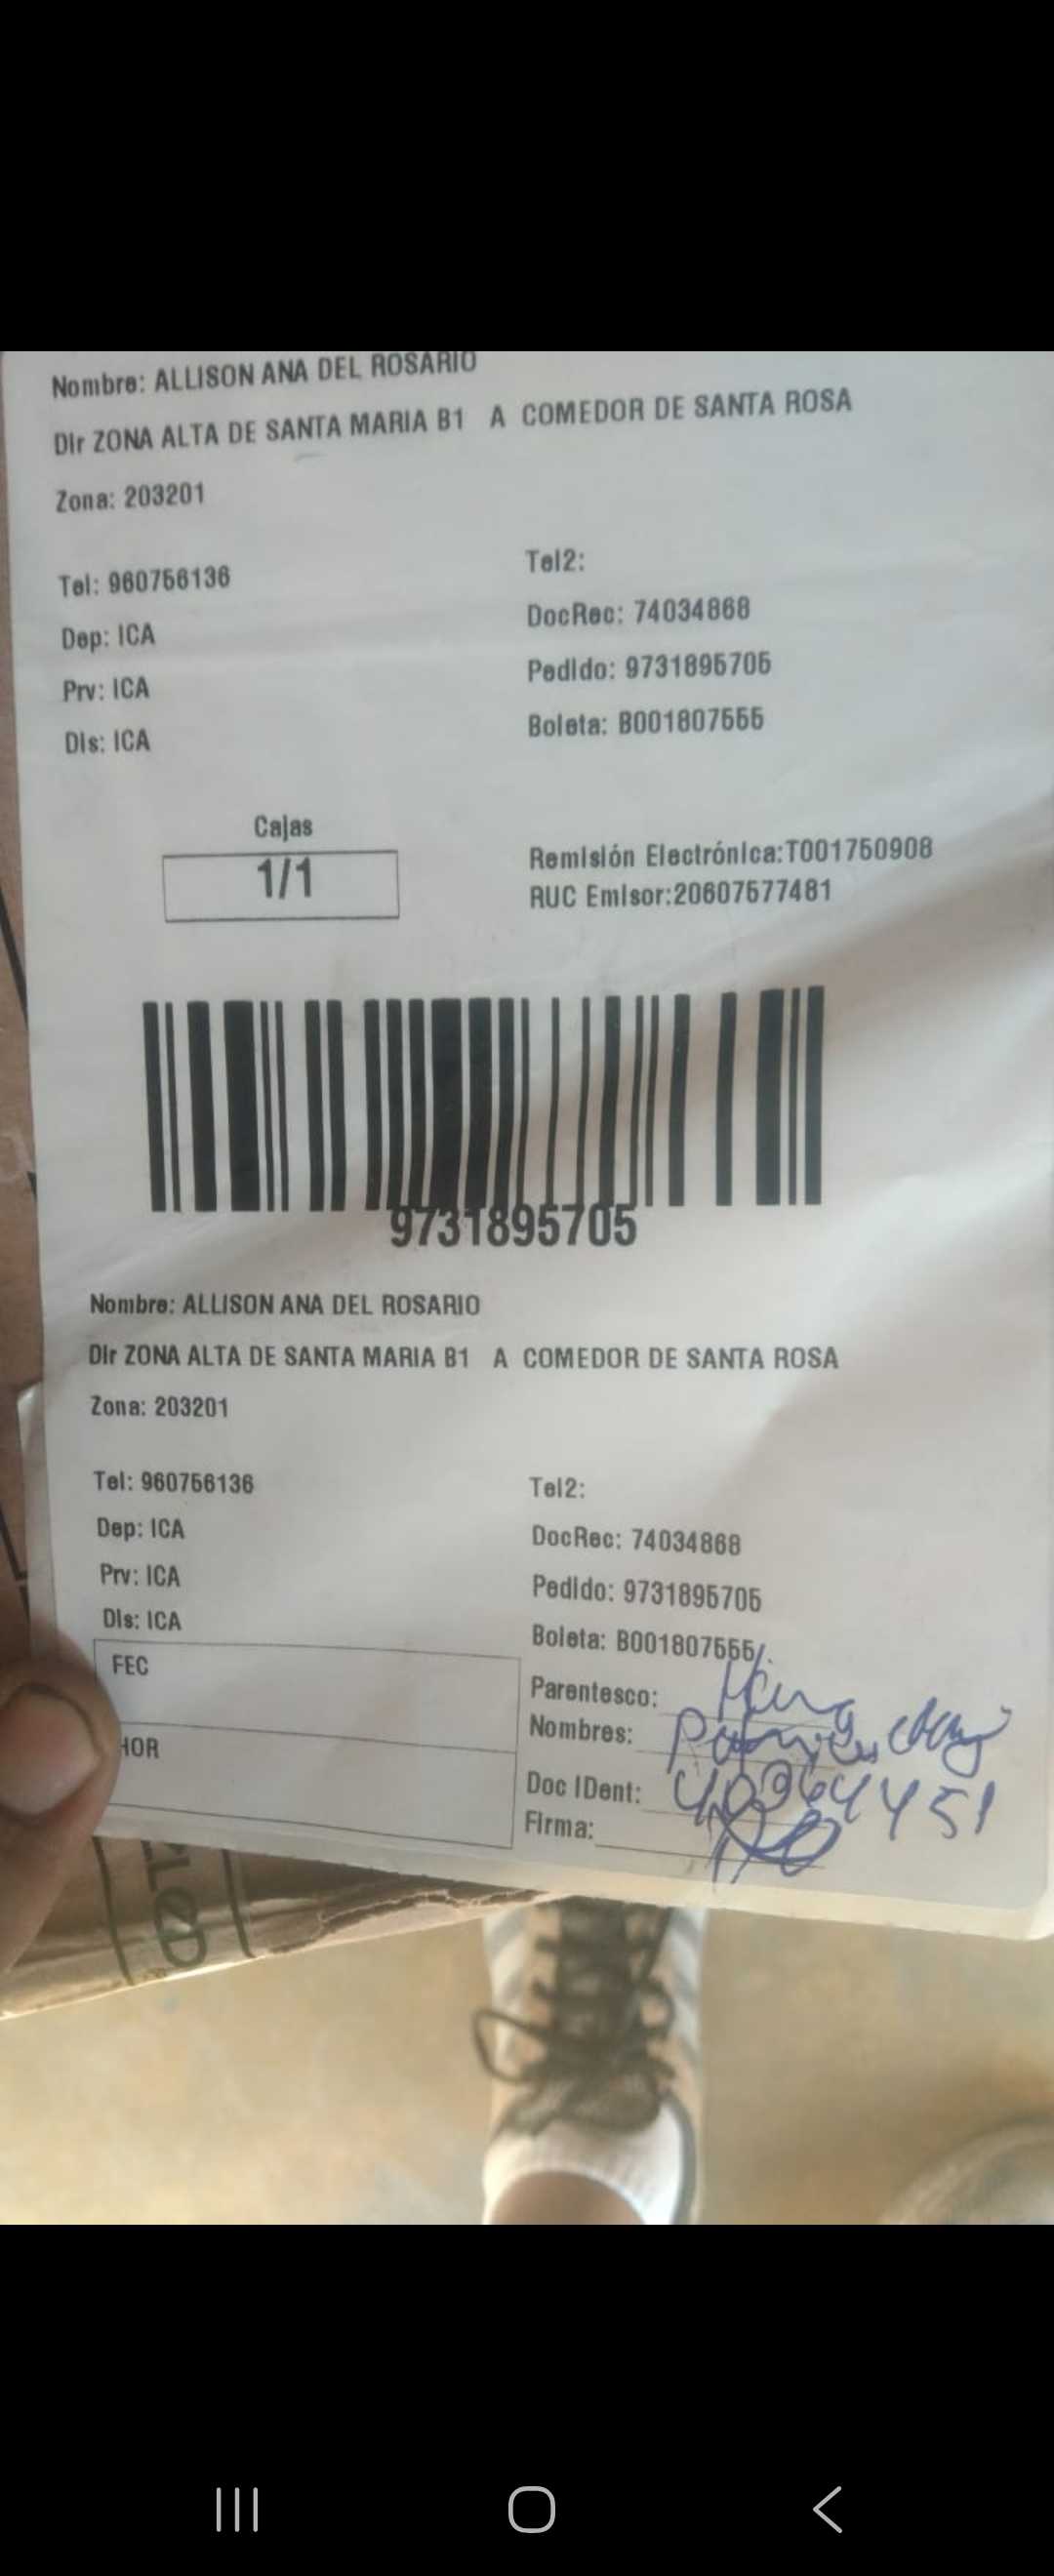 Nombre: ALLISON ANA DEL ROSARIO
Dir ZONA ALTA DE SANTA MARIA B1 A COMEDOR DE SANTA ROSA
Zona: 203201
Tel: 960756136
Tel2:
Dep: ICA
DocRec: 74034868
Prv: ICA
Pedido: 9731895705
Dis: ICA
Boleta: B001807555
Cajas
1/1
Remisión Electrónica:T001750908
RUC Emisor:20607577481
9731895705
Nombre: ALLISON ANA DEL ROSARIO
Dir ZONA ALTA DE SANTA MARIA B1 A COMEDOR DE SANTA ROSA
Zona: 203201
Tel: 960756136
Tel2:
Dep: ICA
DocRec: 74034868
Prv: ICA
Pedido: 9731895705
Dis: ICA
Boleta: B001807555
FEC
Parentesco:
Nombres:
HOR
Doc IDent:
Firma: